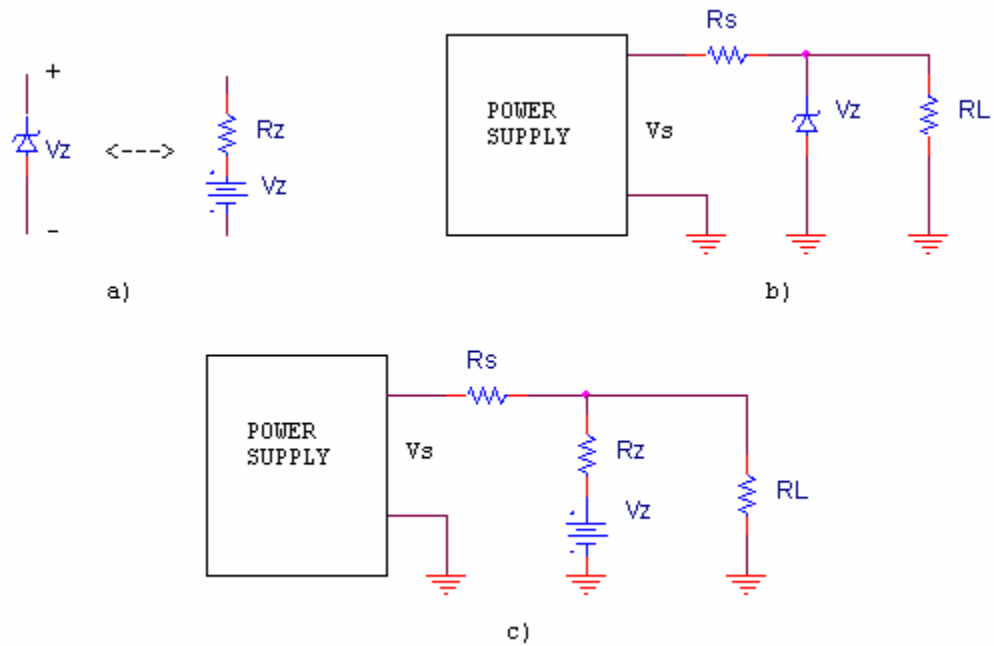 +
Vz
<--->
Rz
Vz
-
a)
POWER
SUPPLY
Vs
Rs
Vz
RL
b)
POWER
SUPPLY
Vs
Rs
Rz
Vz
RL
c)